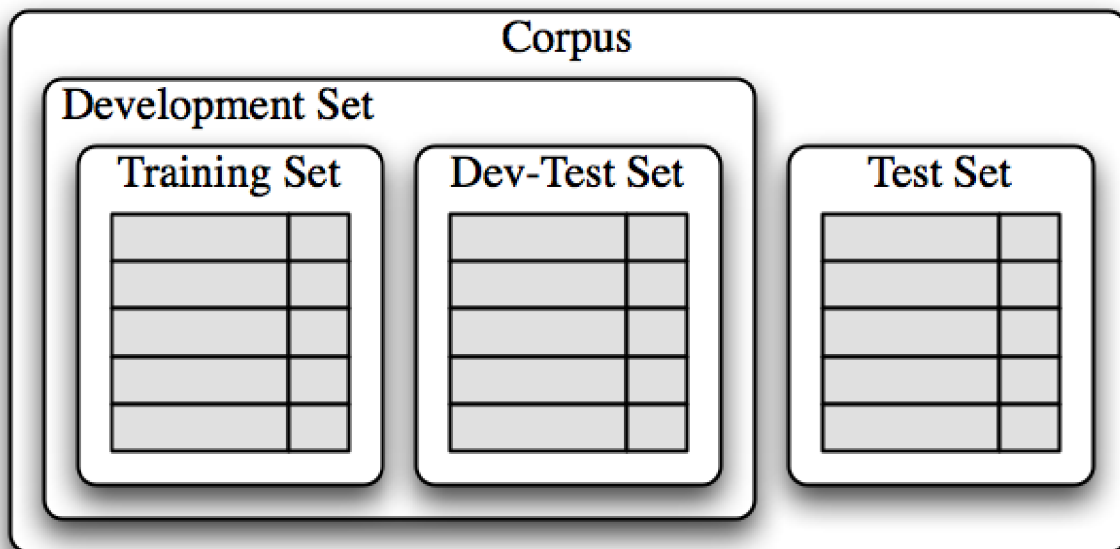 Corpus
Development Set
Training Set
Dev-Test Set
Test Set